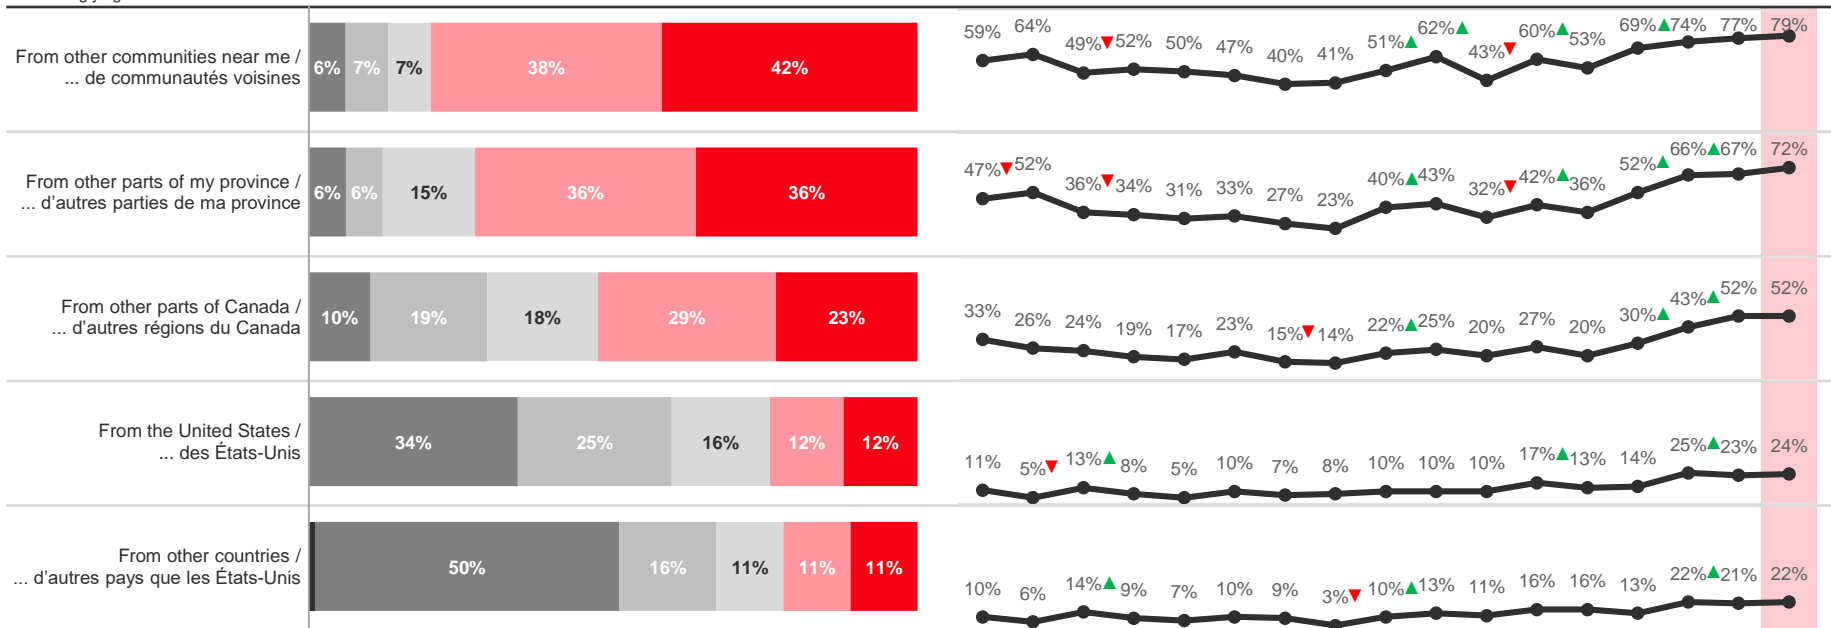 From other communities near me /
... de communautés voisines
6% 7% 7% 38% 42%
59% 64% 49% 52% 50% 47% 40% 41% 51% 62% 43% 60% 53% 69% 74% 77% 79%
From other parts of my province /
... d'autres parties de ma province
6% 6% 15% 36% 36%
47% 52% 36% 34% 31% 33% 27% 23% 40% 43% 32% 42% 36% 52% 66% 67% 72%
From other parts of Canada /
... d'autres régions du Canada
10% 19% 18% 29% 23%
33% 26% 24% 19% 17% 23% 15% 14% 22% 25% 20% 27% 20% 30% 43% 52% 52%
From the United States /
... des États-Unis
34% 25% 16% 12% 12%
11% 5% 13% 8% 5% 10% 7% 8% 10% 10% 10% 17% 13% 14% 25% 23% 24%
From other countries /
... d'autres pays que les États-Unis
50% 16% 11% 11% 11%
10% 6% 14% 9% 7% 10% 9% 3% 10% 13% 11% 16% 16% 13% 22% 21% 22%